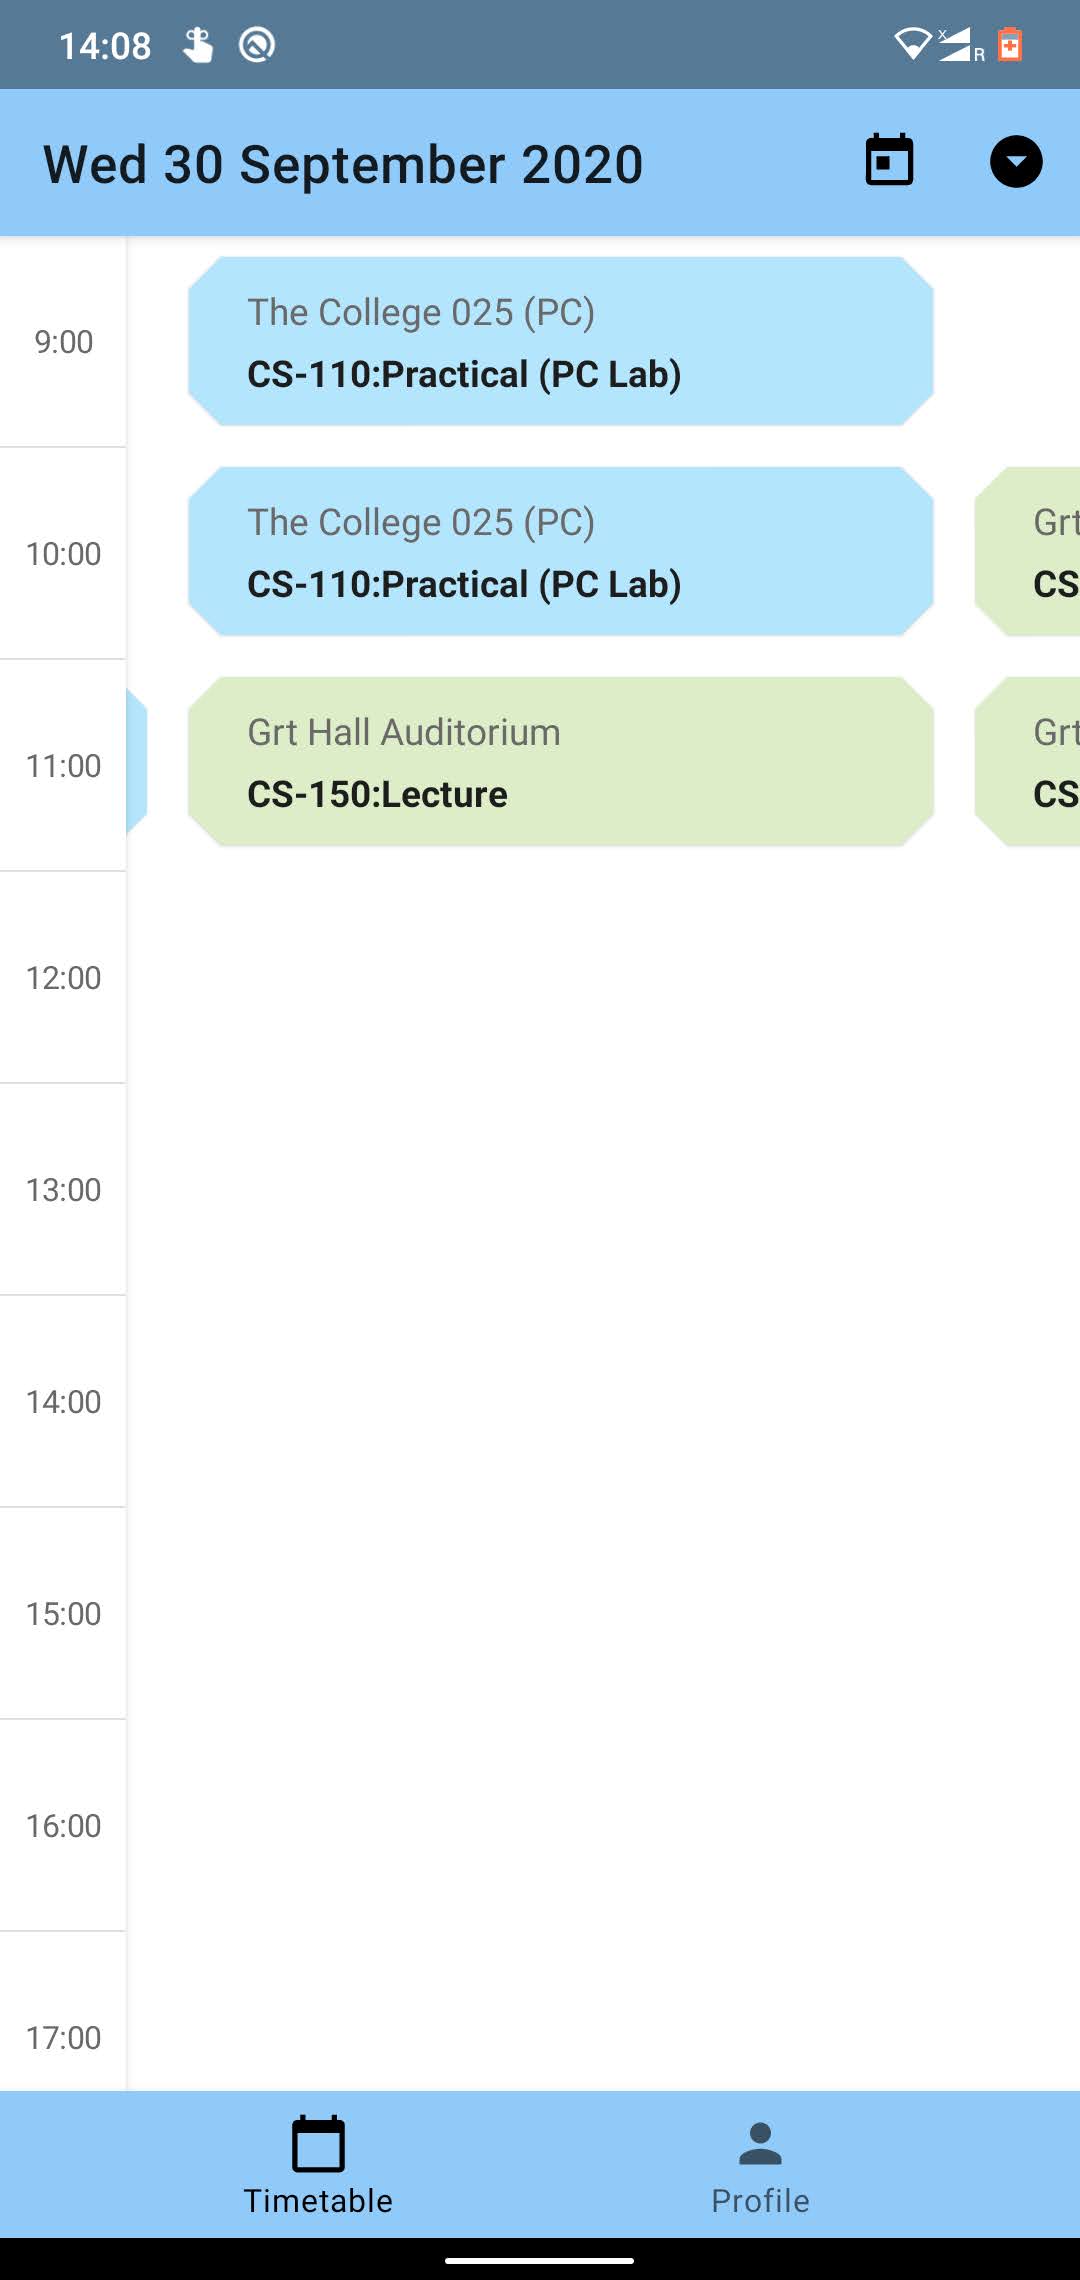 14:08
R
Wed 30 September 2020
9:00
The College 025 (PC)
CS-110:Practical (PC Lab)
10:00
The College 025 (PC)
CS-110:Practical (PC Lab)
Grt
CS
11:00
Grt Hall Auditorium
CS-150:Lecture
Grt
CS
12:00
13:00
14:00
15:00
16:00
17:00
Timetable
Profile